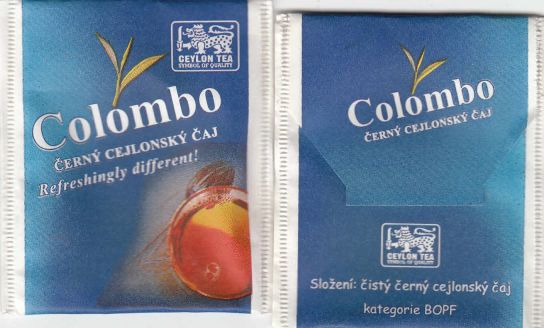 CEYLON TEA
SYMBOL OF QUALITY
Colombo
ČERNÝ CEJLONSKÝ ČAJ
Refreshingly different!
Colombo
ČERNÝ CEJLONSKÝ ČAJ
CEYLON TEA
SYMBOL OF QUALITY
Složení: čistý černý cejlonský čaj
kategorie BOPF